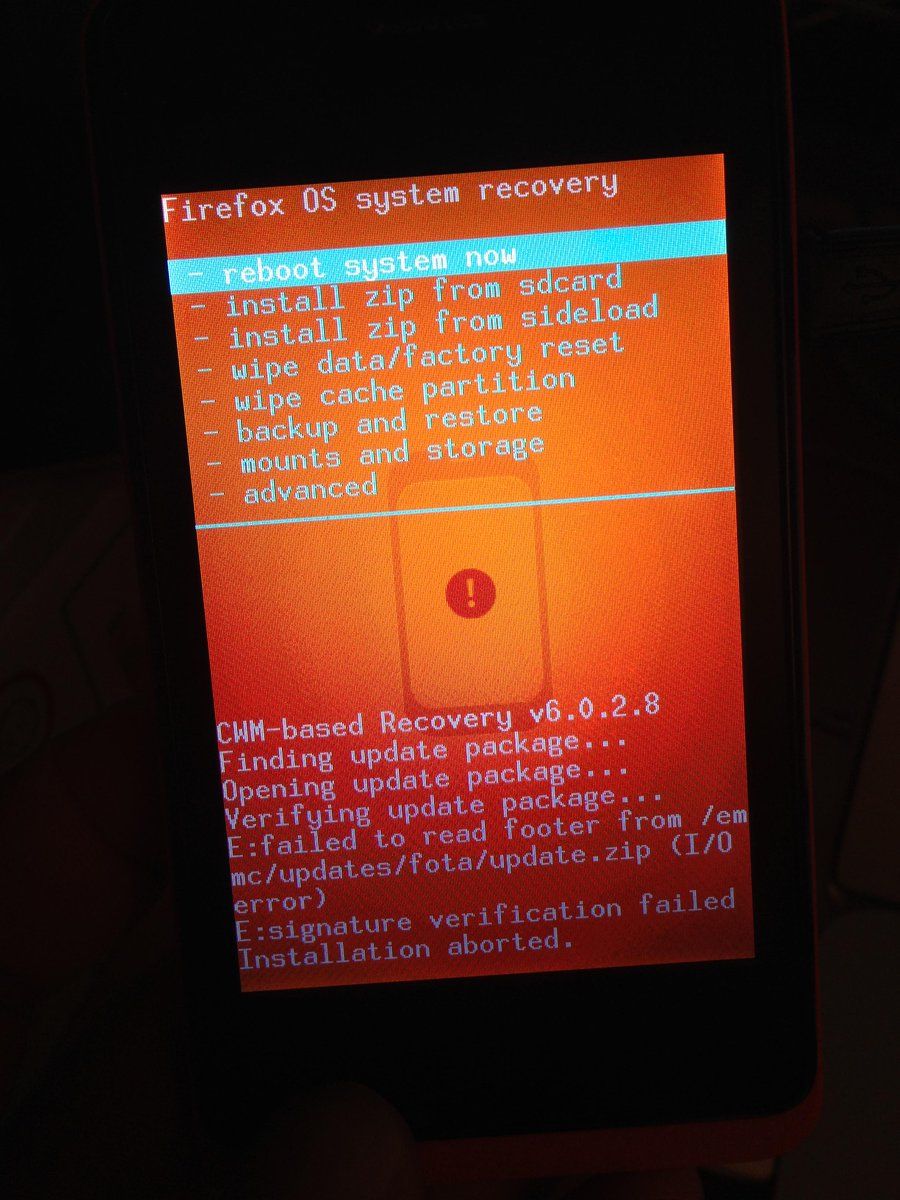 Firefox OS system recovery
- reboot system now
- install zip from sdcard
- install zip from sideload
- wipe data/factory reset
- wipe cache partition
- backup and restore
- mounts and storage
- advanced
!
CWM-based Recovery v6.0.2.8
Finding update package...
Opening update package...
Verifying update package...
E:failed to read footer from /em
mc/updates/fota/update.zip (I/O
error)
E:signature verification failed
Installation aborted.